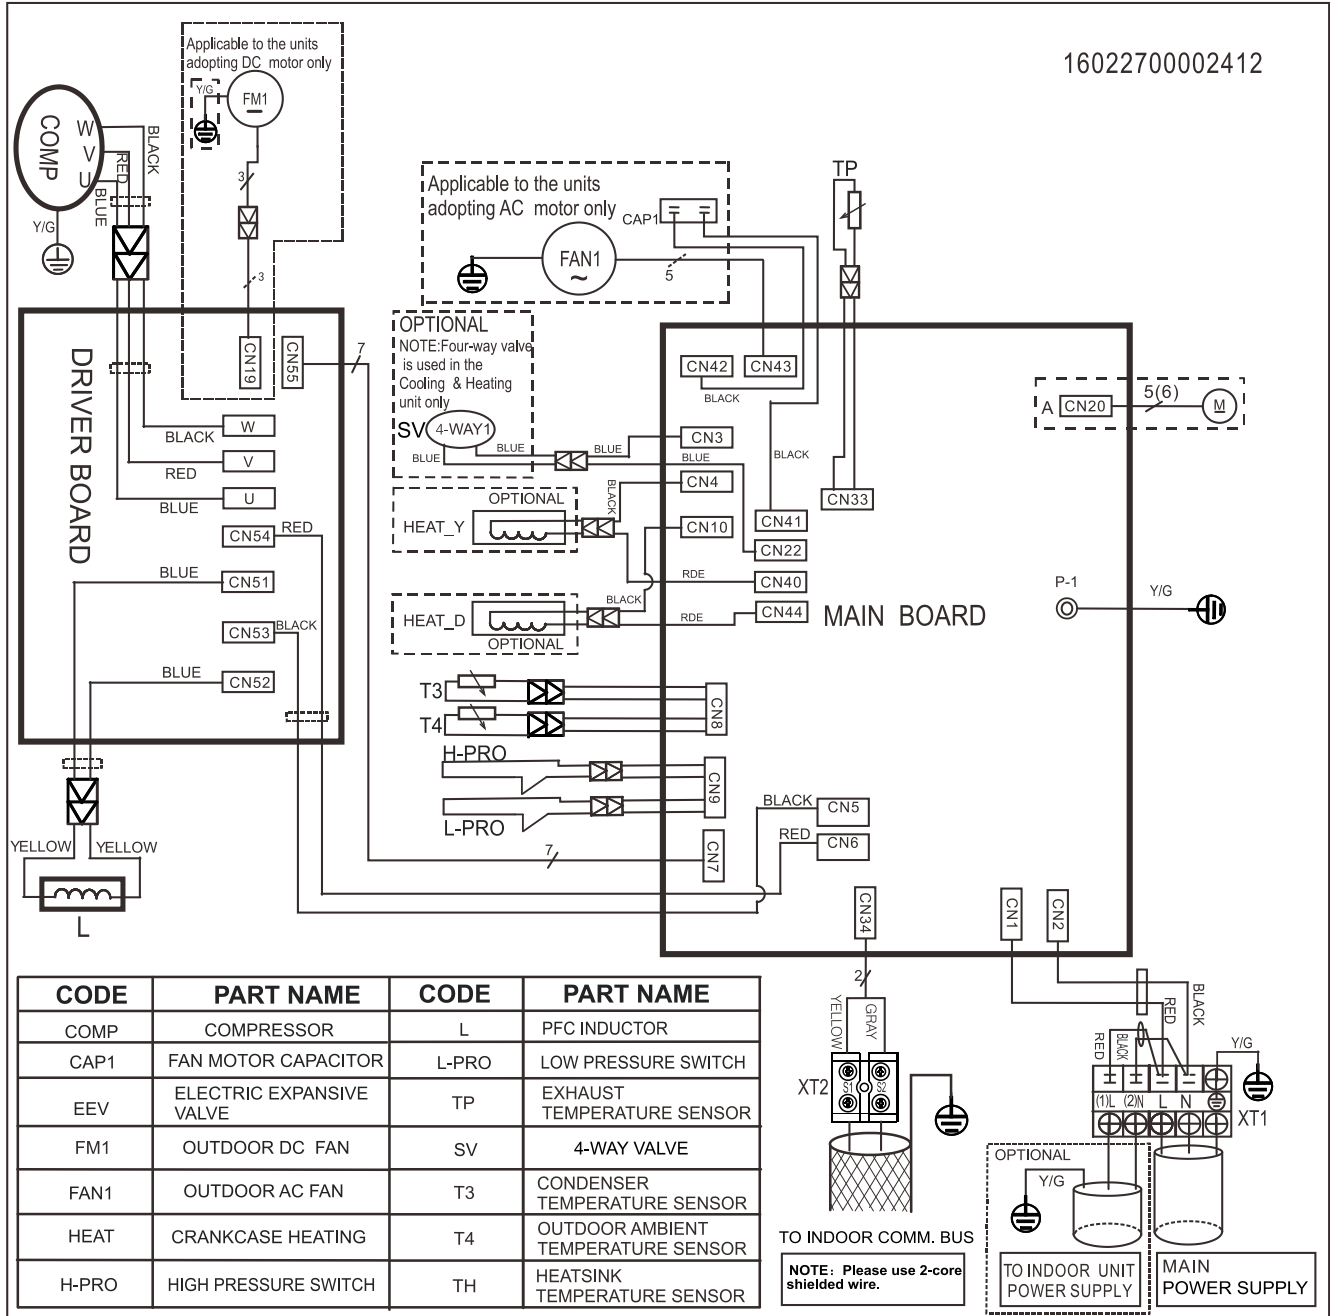 16022700002412
Applicable to the units
adopting DC motor only
Y/G
FM1
COMP
W
V
U
BLACK
RED
BLUE
Y/G
3
3
Applicable to the units
adopting AC motor only
CAP1
FAN1
~
5
TP
DRIVER BOARD
CN19
CN55
7
BLACK
W
RED
V
BLUE
U
CN54
RED
BLUE
CN51
CN53
BLACK
BLUE
CN52
YELLOW
YELLOW
L
OPTIONAL
NOTE:Four-way valve
is used in the
Cooling & Heating
unit only
SV
4-WAY1
BLUE
BLUE
BLUE
BLUE
CN42
CN43
BLACK
CN3
CN4
CN10
BLACK
BLACK
CN41
CN22
CN33
A
CN20
5(6)
M
HEAT_Y
OPTIONAL
RDE
CN40
HEAT_D
OPTIONAL
BLACK
RDE
CN44
MAIN BOARD
P-1
Y/G
T3
T4
CN8
H-PRO
L-PRO
CN9
7
CN7
BLACK
CN5
RED
CN6
CN34
CN1
CN2
2
YELLOW
GRAY
XT2
S1
S2
TO INDOOR COMM. BUS
NOTE: Please use 2-core
shielded wire.
RED
BLACK
RED
BLACK
Y/G
(1)L
(2)N
L
N
XT1
OPTIONAL
Y/G
TO INDOOR UNIT
POWER SUPPLY
MAIN
POWER SUPPLY
CODE PART NAME CODE PART NAME
COMP COMPRESSOR L PFC INDUCTOR
CAP1 FAN MOTOR CAPACITOR L-PRO LOW PRESSURE SWITCH
EEV ELECTRIC EXPANSIVE VALVE TP EXHAUST TEMPERATURE SENSOR
FM1 OUTDOOR DC FAN SV 4-WAY VALVE
FAN1 OUTDOOR AC FAN T3 CONDENSER TEMPERATURE SENSOR
HEAT CRANKCASE HEATING T4 OUTDOOR AMBIENT TEMPERATURE SENSOR
H-PRO HIGH PRESSURE SWITCH TH HEATSINK TEMPERATURE SENSOR